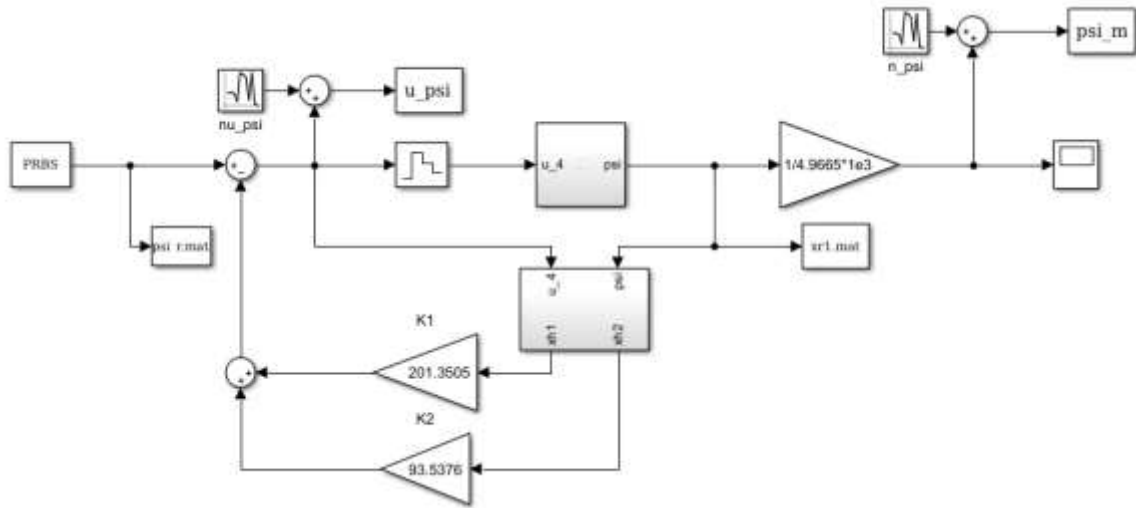 psi_m
n_psi
u_psi
nu_psi
PRBS
u_4
psi
1/4.9665*1e3
psi r.mat
xr1.mat
u_4
psi
xh1
xh2
K1
201.3505
K2
93.5376